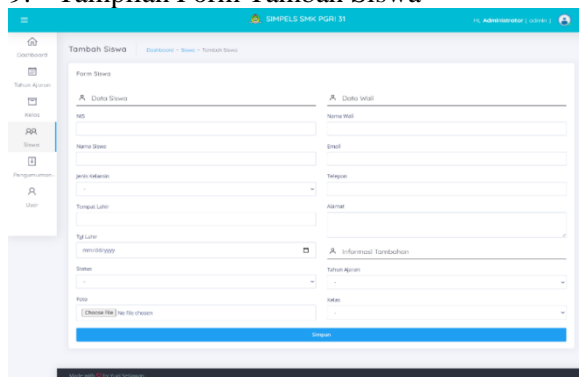 9. Tampilan Form Tambah Siswa
SIMPELS SMK PGRI 31
Hi, Administrator ( admin )
Dashboard
Tahun Ajaran
Kelas
Siswa
Pengumuman
User
Tambah Siswa
Dashboard - Siswa - Tambah Siswa
Form Siswa
Data Siswa
NIS
Nama Siswa
Jenis Kelamin
-
Tempat Lahir
Tgl Lahir
mm/dd/yyyy
Status
-
Foto
Choose File No file chosen
Data Wali
Nama Wali
Email
Telepon
Alamat
Informasi Tambahan
Tahun Ajaran
-
Kelas
-
Simpan
Made with by